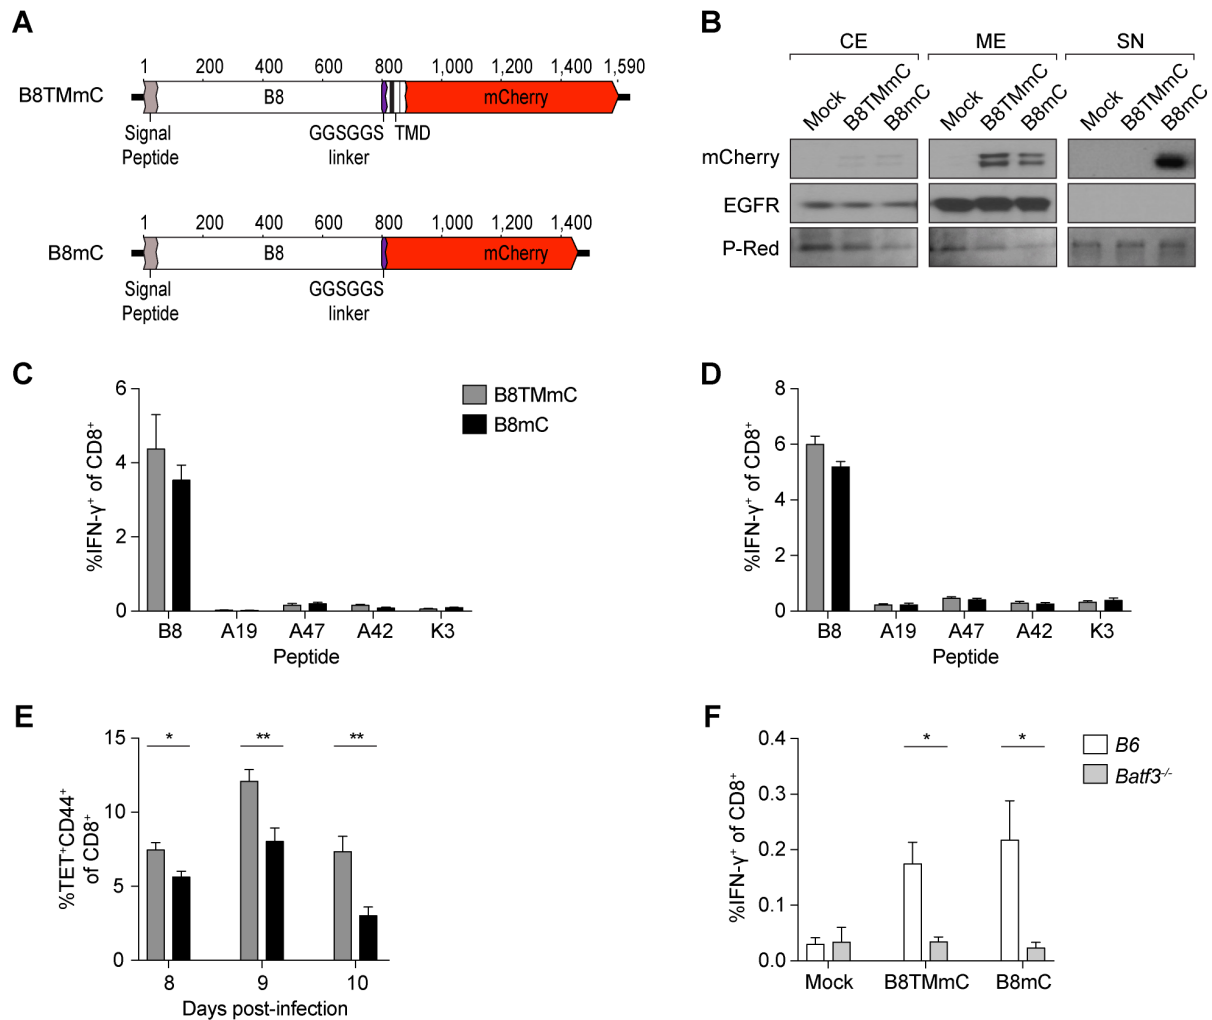 A
1 200 400 600 800 1,000 1,200 1,400 1,590
B8TMmC B8 mCherry
Signal Peptide GGSGGS linker TMD
1 200 400 600 800 1,000 1,200 1,400
B8mC B8 mCherry
Signal Peptide GGSGGS linker
B
CE ME SN
Mock B8TMmC B8mC Mock B8TMmC B8mC Mock B8TMmC B8mC
mCherry
EGFR
P-Red
C
%IFN-γ+ of CD8+
6
4
2
0
B8 A19 A47 A42 K3
Peptide
B8TMmC
B8mC
D
%IFN-γ+ of CD8+
8
6
4
2
0
B8 A19 A47 A42 K3
Peptide
E
%TET+CD44+
of CD8+
15
10
5
0
* ** **
8 9 10
Days post-infection
F
%IFN-γ+ of CD8+
0.4
0.3
0.2
0.1
0.0
* *
Mock B8TMmC B8mC
B6
Batf3-/-